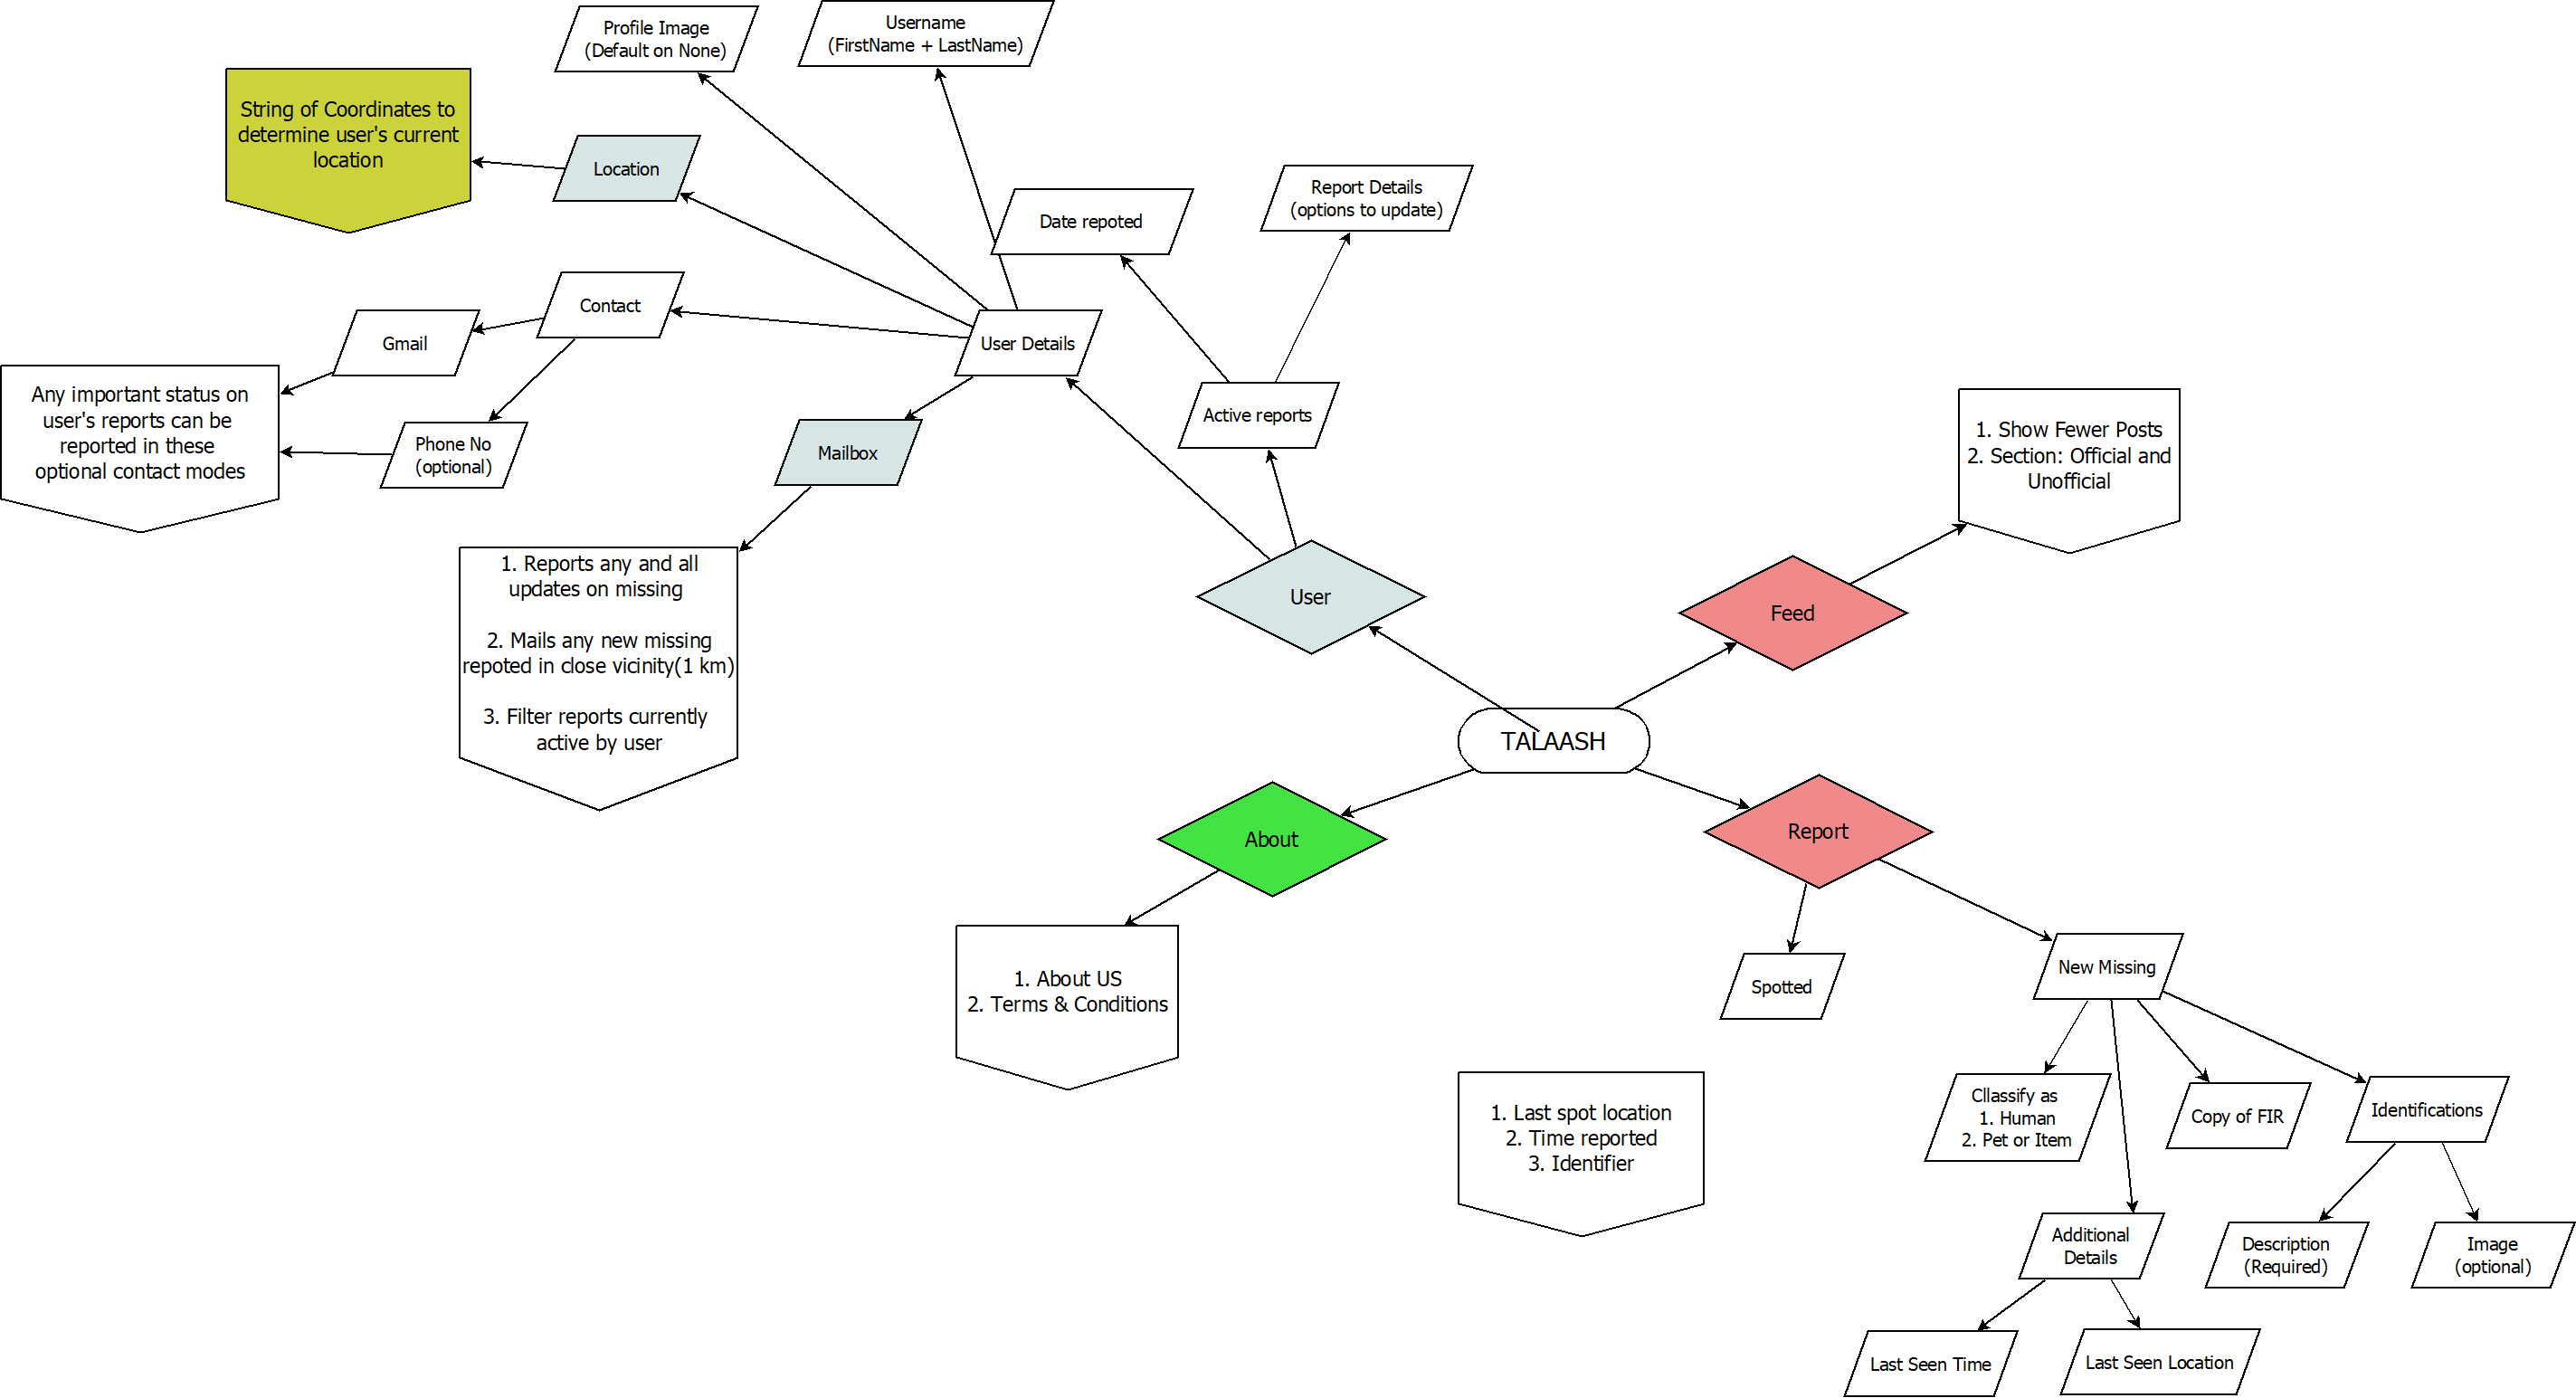 Profile Image
(Default on None)
Username
(FirstName + LastName)
String of Coordinates to
determine user's current
location
Location
Date repoted
Report Details
(options to update)
Contact
Gmail
User Details
Any important status on
user's reports can be
reported in these
optional contact modes
Phone No
(optional)
Mailbox
Active reports
1. Show Fewer Posts
2. Section: Official and
Unofficial
1. Reports any and all
updates on missing
2. Mails any new missing
repoted in close vicinity(1 km)
3. Filter reports currently
active by user
User
Feed
TALAASH
About
Report
1. About US
2. Terms & Conditions
Spotted
New Missing
1. Last spot location
2. Time reported
3. Identifier
Cllassify as
1. Human
2. Pet or Item
Copy of FIR
Identifications
Additional
Details
Description
(Required)
Image
(optional)
Last Seen Time
Last Seen Location